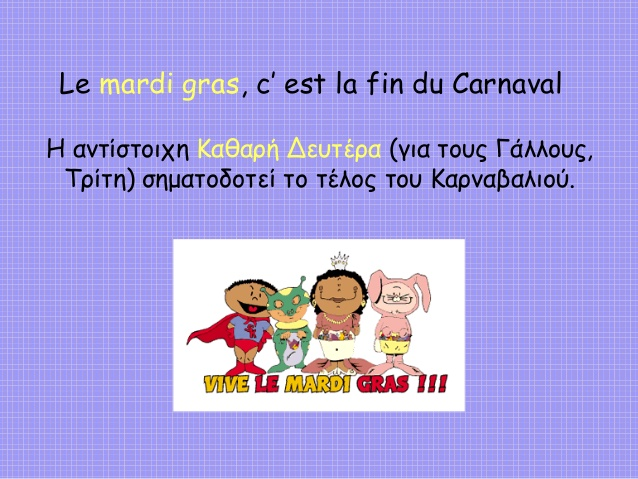 Le mardi gras, c’ est la fin du Carnaval
Η αντίστοιχη Καθαρή Δευτέρα (για τους Γάλλους,
Τρίτη) σηματοδοτεί το τέλος του Καρναβαλιού.
VIVE LE MARDI GRAS !!!